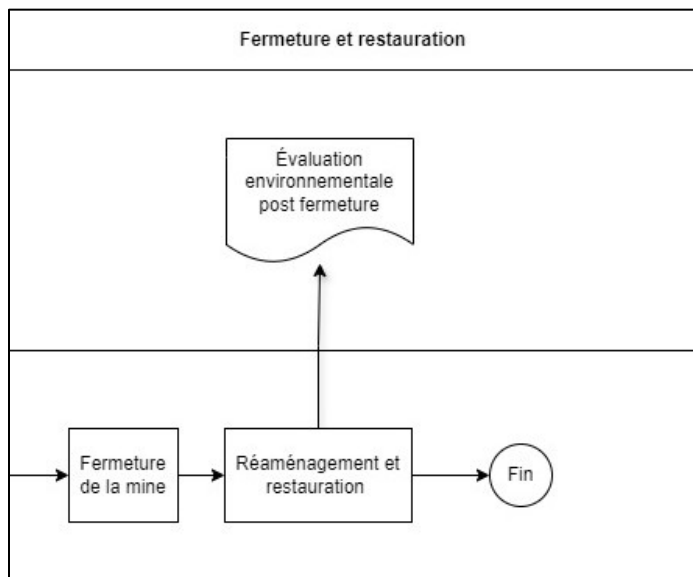 Fermeture et restauration
Évaluation
environnementale
post fermeture
Fermeture
de la mine
Réaménagement et
restauration
Fin